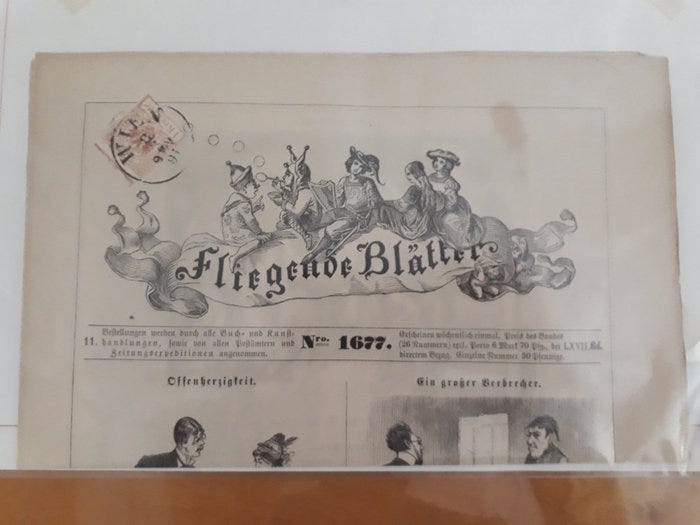 WIEN
Fliegende Blätter
Bestellungen werden durch alle Buch- und Kunst-
11. handlungen, sowie von allen Postämtern und
Zeitungsexpeditionen angenommen.
Nro. 1677.
Erscheinen wöchentlich einmal. Preis des Bandes
(26 Nummern) excl. Porto 6 Mark 70 Pfg., bei LXVII. Bd.
directem Bezug. Einzelne Nummer 30 Pfennige.
Offenherzigkeit.
Ein großer Verbrecher.